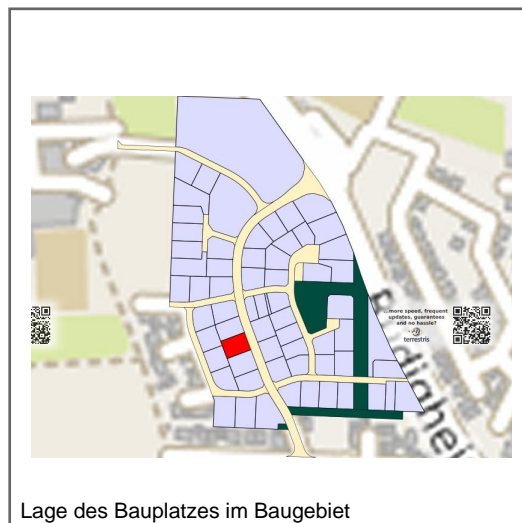 ...more speed, frequent
updates, guarantees
and no hassle?
terrestris
Lage des Bauplatzes im Baugebiet